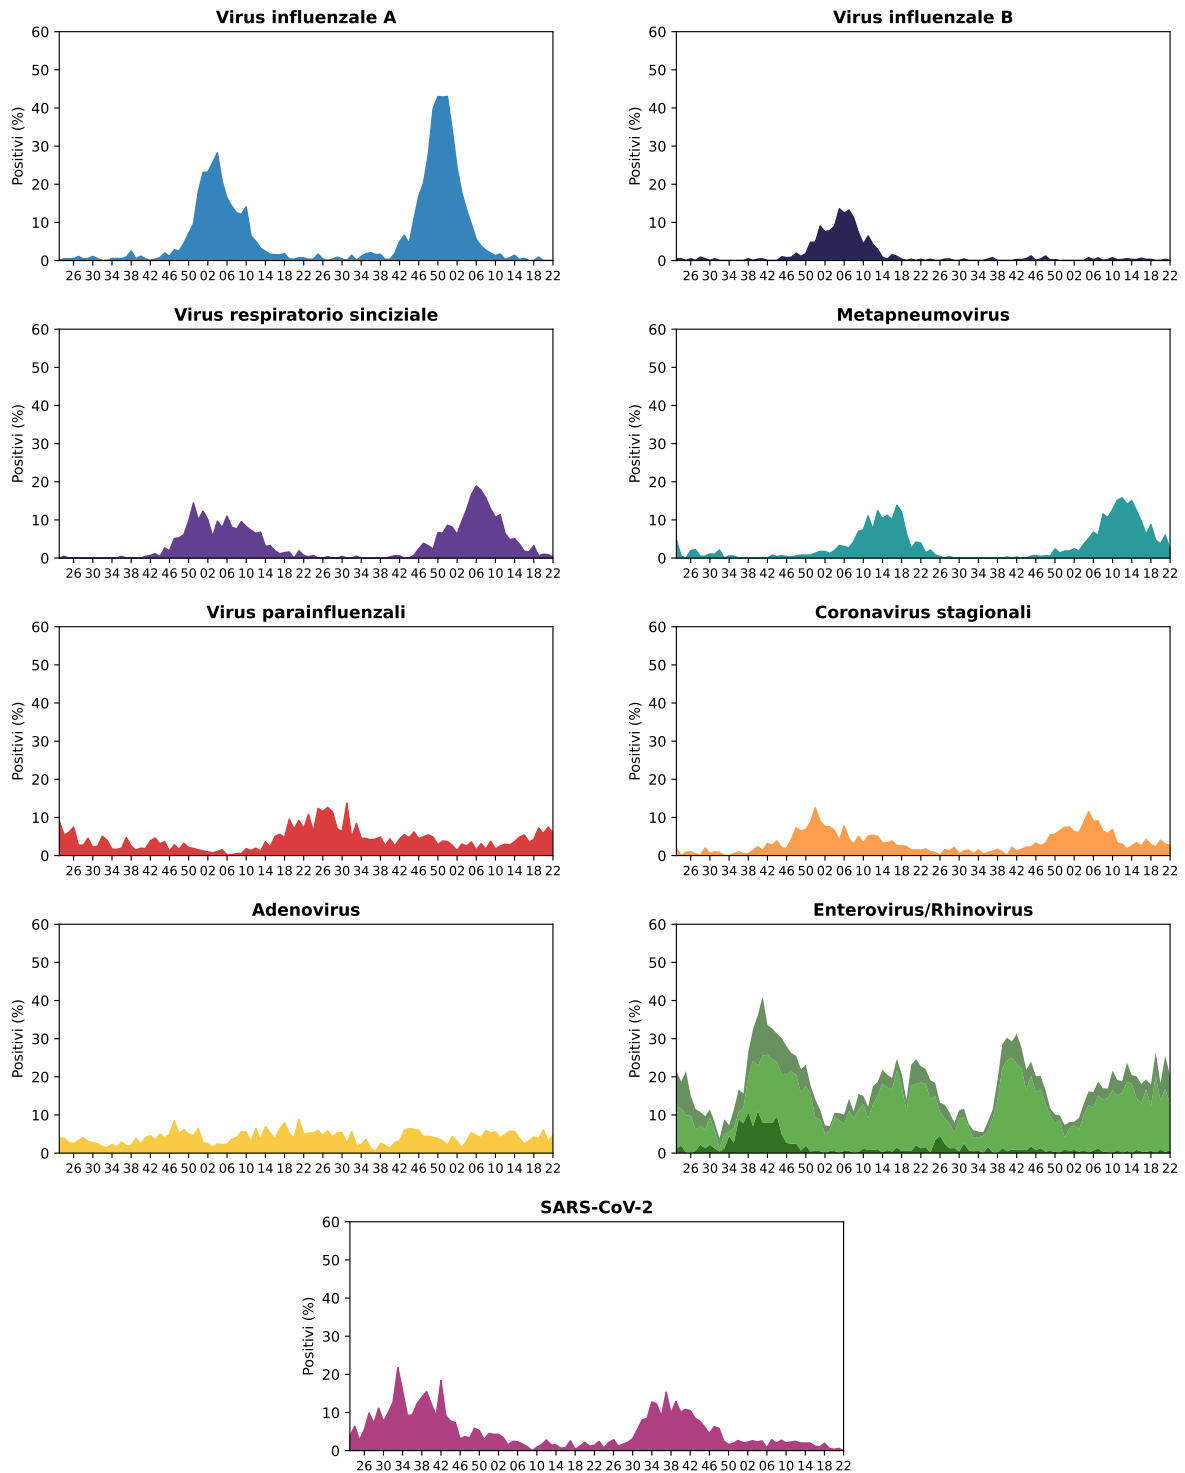 Virus influenzale A
Positivi (%)
60
50
40
30
20
10
0
26 30 34 38 42 46 50 02 06 10 14 18 22 26 30 34 38 42 46 50 02 06 10 14 18 22
Virus influenzale B
Positivi (%)
60
50
40
30
20
10
0
26 30 34 38 42 46 50 02 06 10 14 18 22 26 30 34 38 42 46 50 02 06 10 14 18 22
Virus respiratorio sinciziale
Positivi (%)
60
50
40
30
20
10
0
26 30 34 38 42 46 50 02 06 10 14 18 22 26 30 34 38 42 46 50 02 06 10 14 18 22
Metapneumovirus
Positivi (%)
60
50
40
30
20
10
0
26 30 34 38 42 46 50 02 06 10 14 18 22 26 30 34 38 42 46 50 02 06 10 14 18 22
Virus parainfluenzali
Positivi (%)
60
50
40
30
20
10
0
26 30 34 38 42 46 50 02 06 10 14 18 22 26 30 34 38 42 46 50 02 06 10 14 18 22
Coronavirus stagionali
Positivi (%)
60
50
40
30
20
10
0
26 30 34 38 42 46 50 02 06 10 14 18 22 26 30 34 38 42 46 50 02 06 10 14 18 22
Adenovirus
Positivi (%)
60
50
40
30
20
10
0
26 30 34 38 42 46 50 02 06 10 14 18 22 26 30 34 38 42 46 50 02 06 10 14 18 22
Enterovirus/Rhinovirus
Positivi (%)
60
50
40
30
20
10
0
26 30 34 38 42 46 50 02 06 10 14 18 22 26 30 34 38 42 46 50 02 06 10 14 18 22
SARS-CoV-2
Positivi (%)
60
50
40
30
20
10
0
26 30 34 38 42 46 50 02 06 10 14 18 22 26 30 34 38 42 46 50 02 06 10 14 18 22